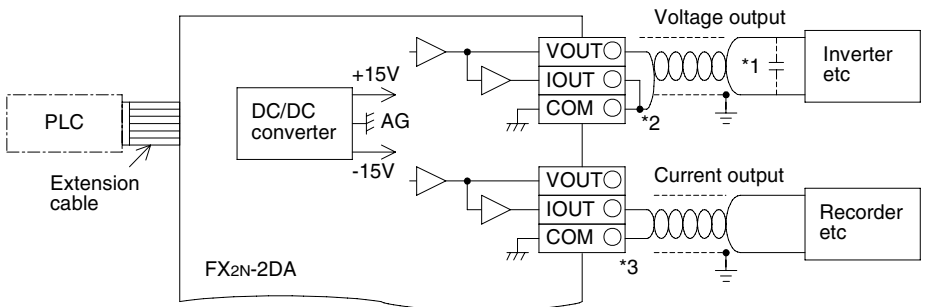 Voltage output
VOUT
IOUT
COM
*1
*2
Inverter
etc
+15V
DC/DC
converter
AG
-15V
PLC
Extension
cable
Current output
VOUT
IOUT
COM
*3
Recorder
etc
FX2N-2DA